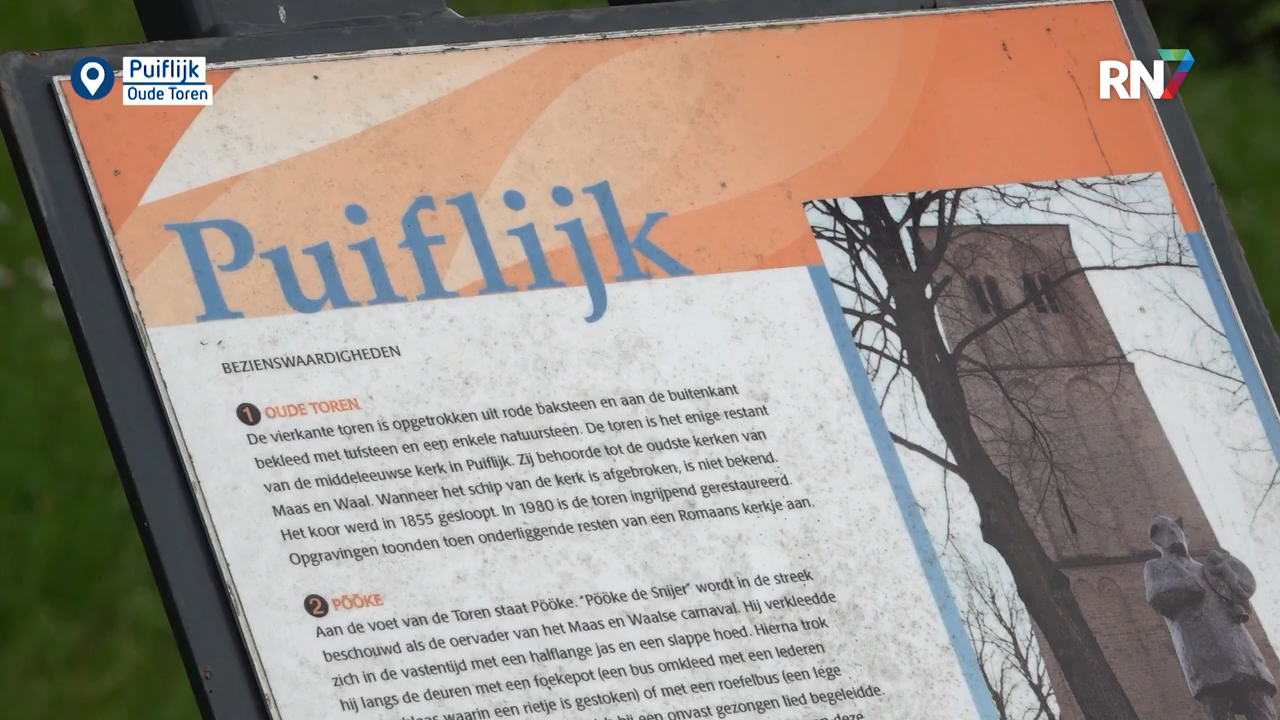 Puiflijk
Oude Toren
RN7
Puiflijk
BEZIENSWAARDIGHEDEN
1 OUDE TOREN
De vierkante toren is opgetrokken uit rode baksteen en aan de buitenkant
bekleed met tufsteen en een enkele natuursteen. De toren is het enige restant
van de middeleeuwse kerk in Puiflijk. Zij behoorde tot de oudste kerken van
Maas en Waal. Wanneer het schip van de kerk is afgebroken, is niet bekend.
Het koor werd in 1855 gesloopt. In 1980 is de toren ingrijpend gerestaureerd.
Opgravingen toonden toen onderliggende resten van een Romaans kerkje aan.
2 PÖÖKE
Aan de voet van de Toren staat Pööke. "Pööke de Snijer" wordt in de streek
beschouwd als de oervader van het Maas en Waalse carnaval. Hij verkleedde
zich in de vastentijd met een halflange jas en een slappe hoed. Hierna trok
hij langs de deuren met een foekepot (een bus omkleed met een lederen
waarin een rietje is gestoken) of met een roefelbus (een lege
hij een onvast gezongen lied begeleidde.
deze